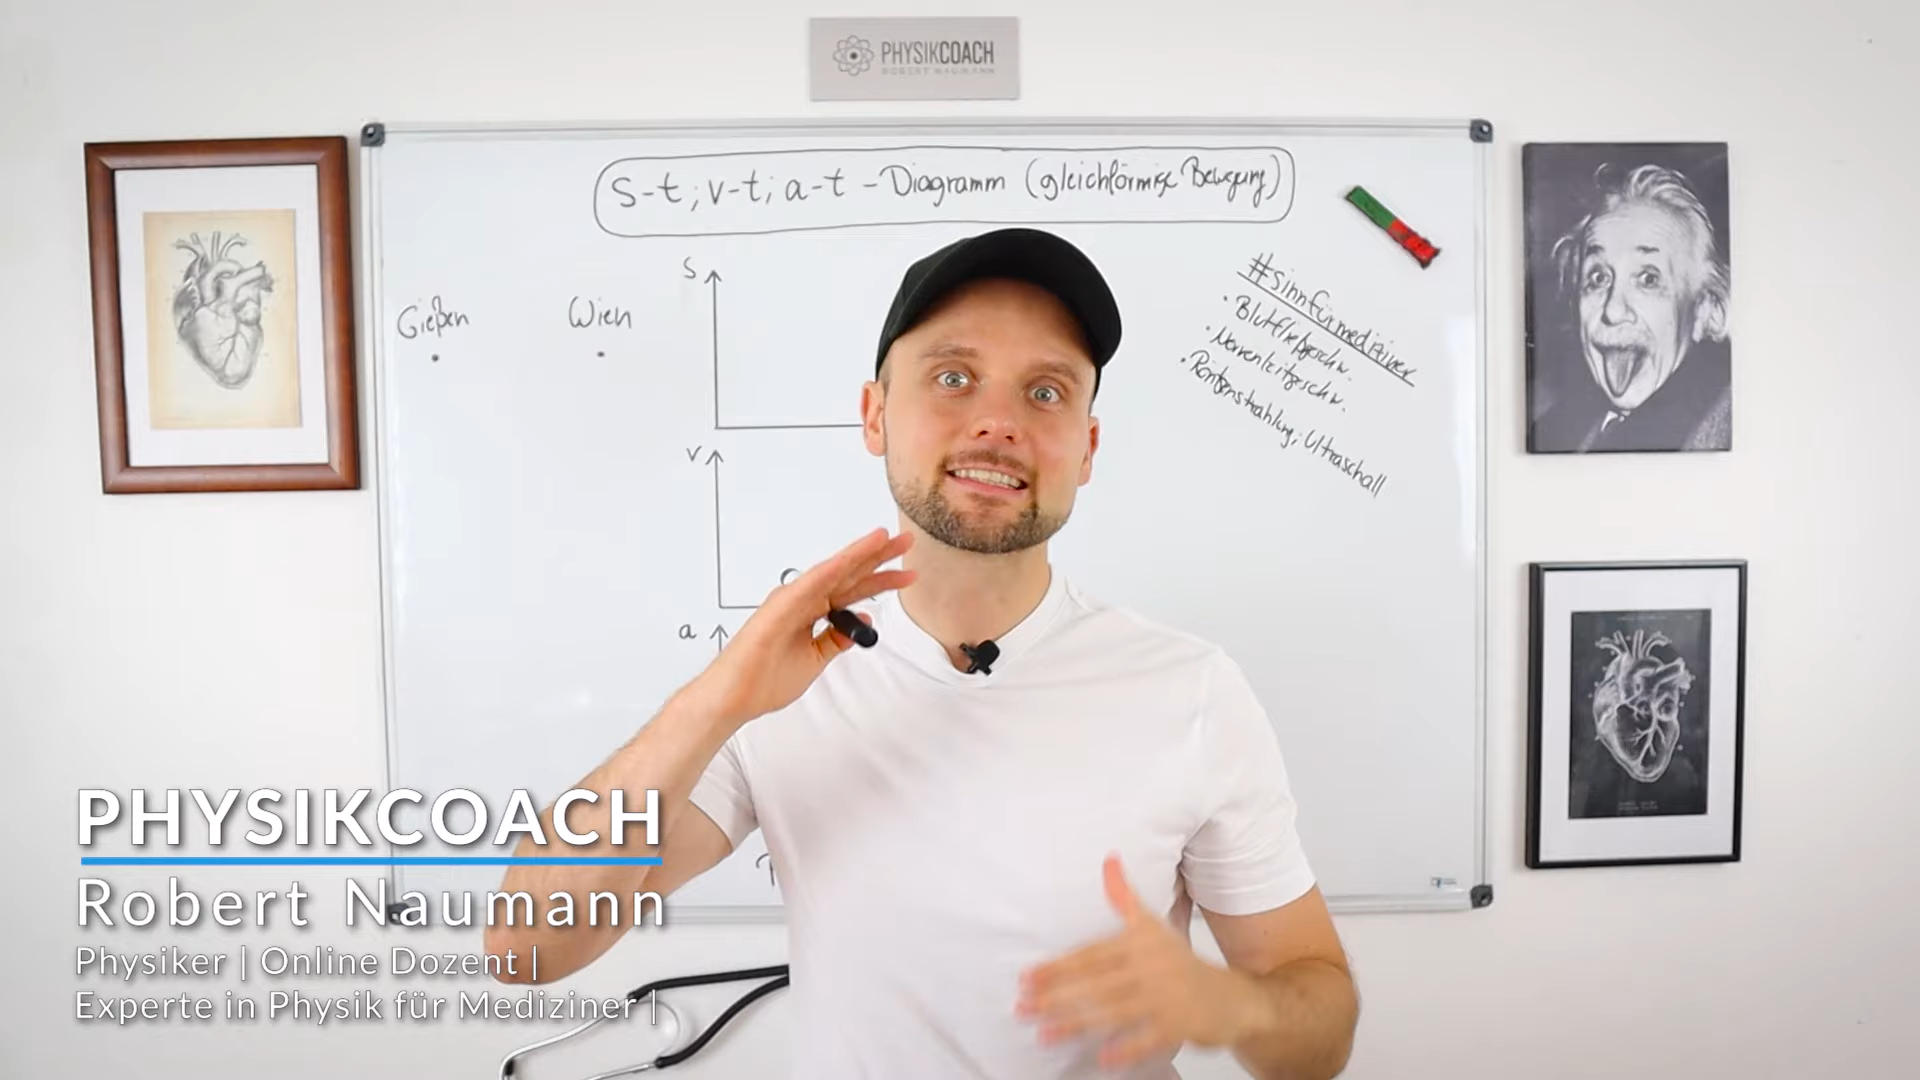 PHYSIKCOACH
ROBERT NAUMANN
s-t; v-t; a-t - Diagramm (gleichförmige Bewegung)
Gießen
Wien
s
v
a
#sinnfürmediziner
• Blutfließgeschw.
• Nervenleitgeschw.
• Röntgenstrahlung; Ultraschall
PHYSIKCOACH
Robert Naumann
Physiker | Online Dozent |
Experte in Physik für Mediziner |